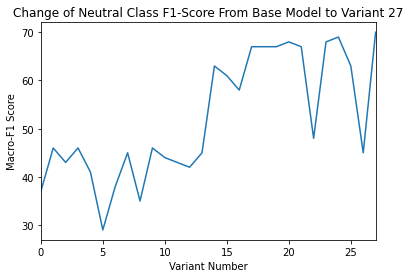 Change of Neutral Class F1-Score From Base Model to Variant 27
70
60
50
40
30
Macro-F1 Score
0 5 10 15 20 25
Variant Number